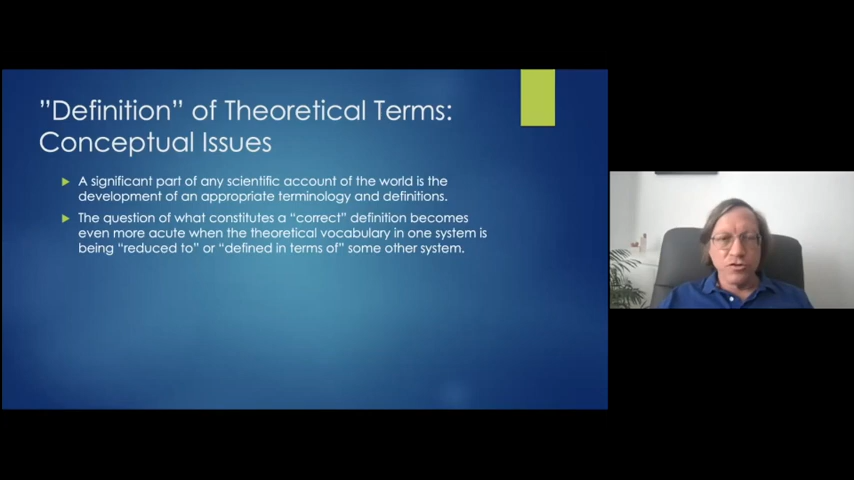 ”Definition” of Theoretical Terms:
Conceptual Issues
A significant part of any scientific account of the world is the
development of an appropriate terminology and definitions.
The question of what constitutes a “correct” definition becomes
even more acute when the theoretical vocabulary in one system is
being “reduced to” or “defined in terms of” some other system.